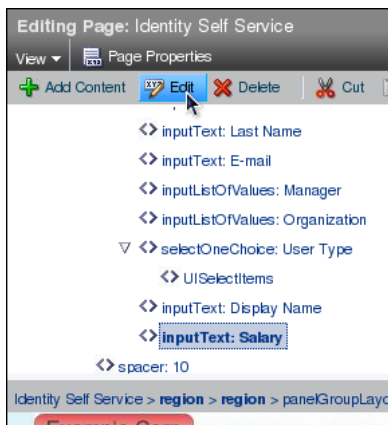 Editing Page: Identity Self Service
View
Page Properties
Add Content Edit Delete Cut
inputText: Last Name
inputText: E-mail
inputListOfValues: Manager
inputListOfValues: Organization
selectOneChoice: User Type
UISelectItems
inputText: Display Name
inputText: Salary
spacer: 10
Identity Self Service > region > region > panelGroupLayo
Example Corp